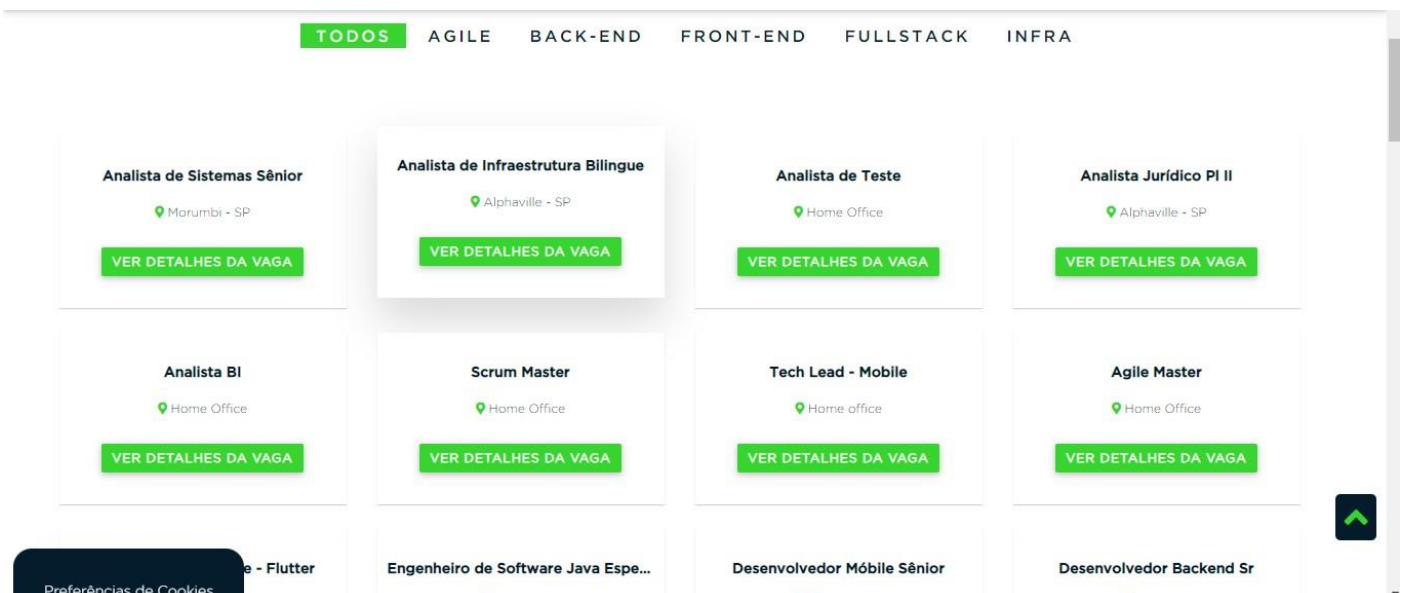 TODOS AGILE BACK-END FRONT-END FULLSTACK INFRA
Analista de Sistemas Sênior
Morumbi - SP
VER DETALHES DA VAGA
Analista de Infraestrutura Bilingue
Alphaville - SP
VER DETALHES DA VAGA
Analista de Teste
Home Office
VER DETALHES DA VAGA
Analista Jurídico Pl II
Alphaville - SP
VER DETALHES DA VAGA
Analista BI
Home Office
VER DETALHES DA VAGA
Scrum Master
Home Office
VER DETALHES DA VAGA
Tech Lead - Mobile
Home office
VER DETALHES DA VAGA
Agile Master
Home Office
VER DETALHES DA VAGA
- Flutter
Engenheiro de Software Java Espe...
Desenvolvedor Móbile Sênior
Desenvolvedor Backend Sr
Preferências de Cookies